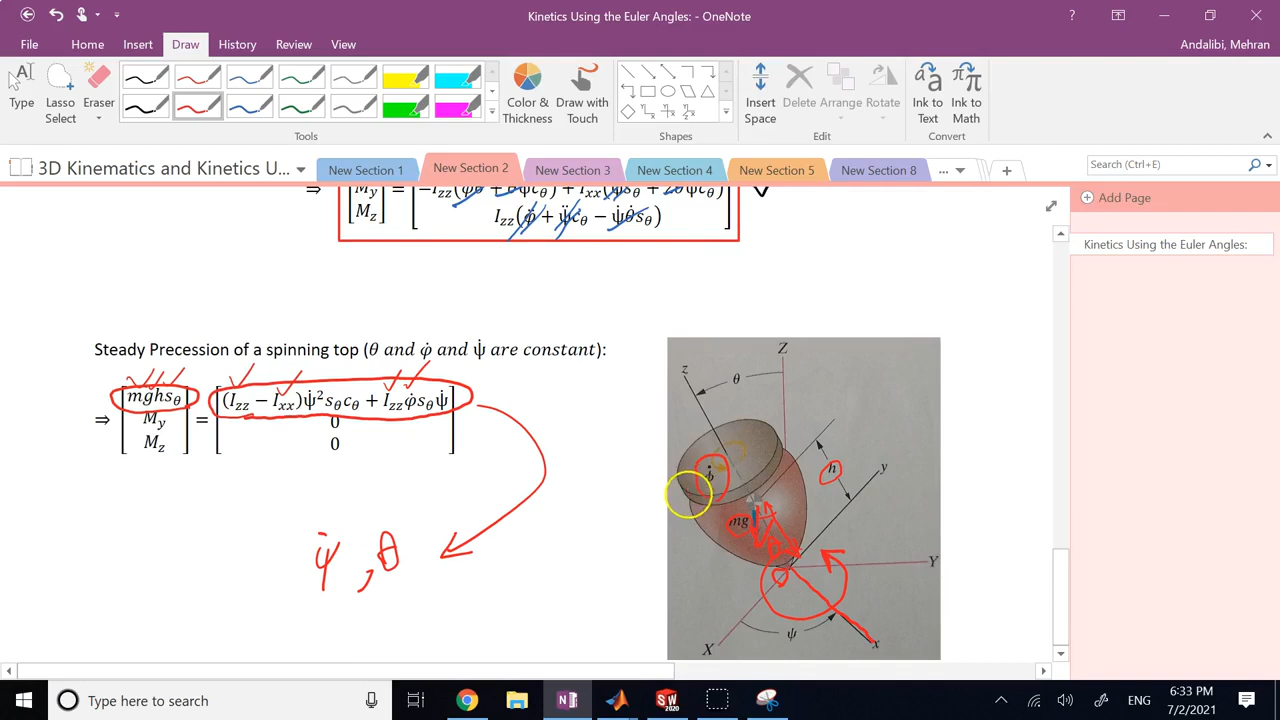 Kinetics Using the Euler Angles: - OneNote
File Home Insert Draw History Review View
Andalibi, Mehran
Type
Lasso Select
Eraser
Color & Thickness
Draw with Touch
Insert Space
Delete
Arrange
Rotate
Ink to Text
Ink to Math
Tools
Shapes
Edit
Convert
3D Kinematics and Kinetics U...
New Section 1
New Section 2
New Section 3
New Section 4
New Section 5
New Section 8
...
Search (Ctrl+E)
Add Page
Kinetics Using the Euler Angles:
M_z
I_zz(φ̈ + ψ̈c_θ − ψ̇θ̇s_θ)
Steady Precession of a spinning top (θ and φ̇ and ψ̇ are constant):
⇒ [mghs_θ M_y M_z] = [(I_zz − I_xx)ψ̇²s_θc_θ + I_zzφ̇s_θψ̇ 0 0]
ψ̇, θ
Z
z
θ
h
y
mg
Y
ψ
X
x
Type here to search
ENG
6:33 PM
7/2/2021